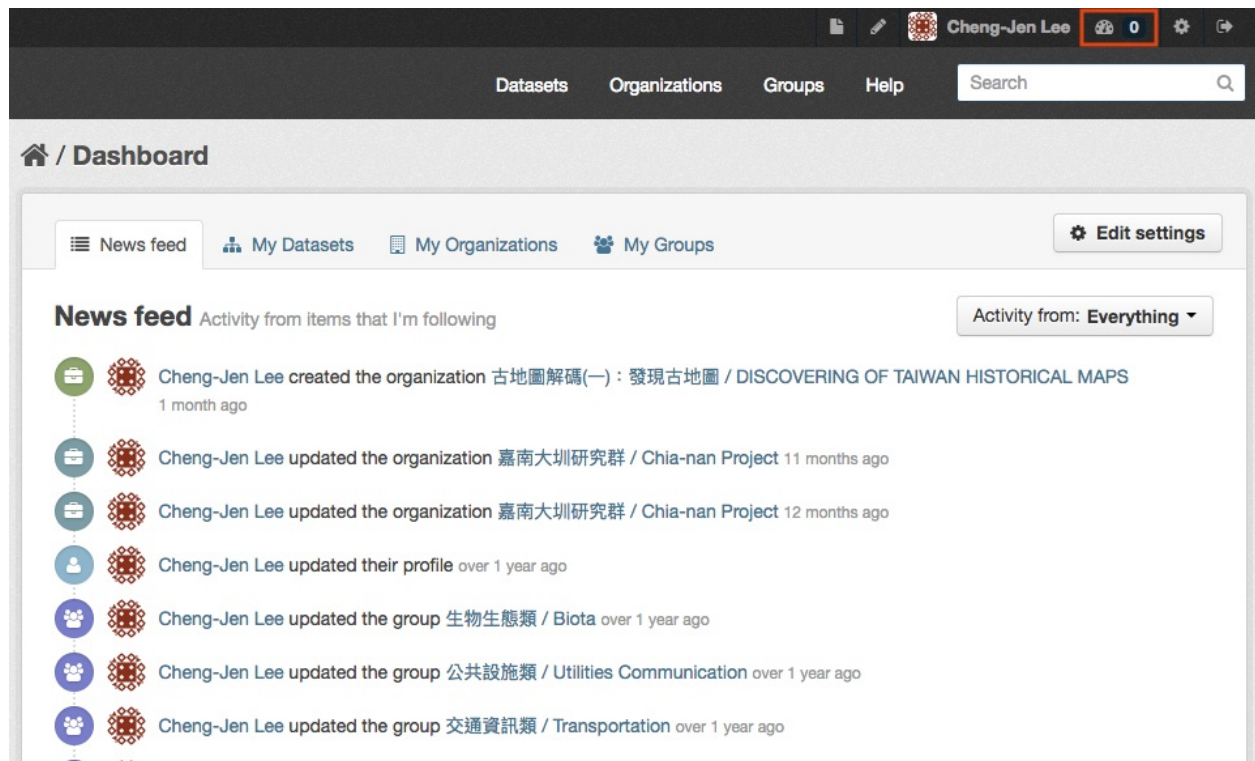 Cheng-Jen Lee 0
Datasets Organizations Groups Help Search
/ Dashboard
News feed My Datasets My Organizations My Groups Edit settings
News feed Activity from items that I'm following Activity from: Everything
Cheng-Jen Lee created the organization 古地圖解碼(一)：發現古地圖 / DISCOVERING OF TAIWAN HISTORICAL MAPS
1 month ago
Cheng-Jen Lee updated the organization 嘉南大圳研究群 / Chia-nan Project 11 months ago
Cheng-Jen Lee updated the organization 嘉南大圳研究群 / Chia-nan Project 12 months ago
Cheng-Jen Lee updated their profile over 1 year ago
Cheng-Jen Lee updated the group 生物生態類 / Biota over 1 year ago
Cheng-Jen Lee updated the group 公共設施類 / Utilities Communication over 1 year ago
Cheng-Jen Lee updated the group 交通資訊類 / Transportation over 1 year ago